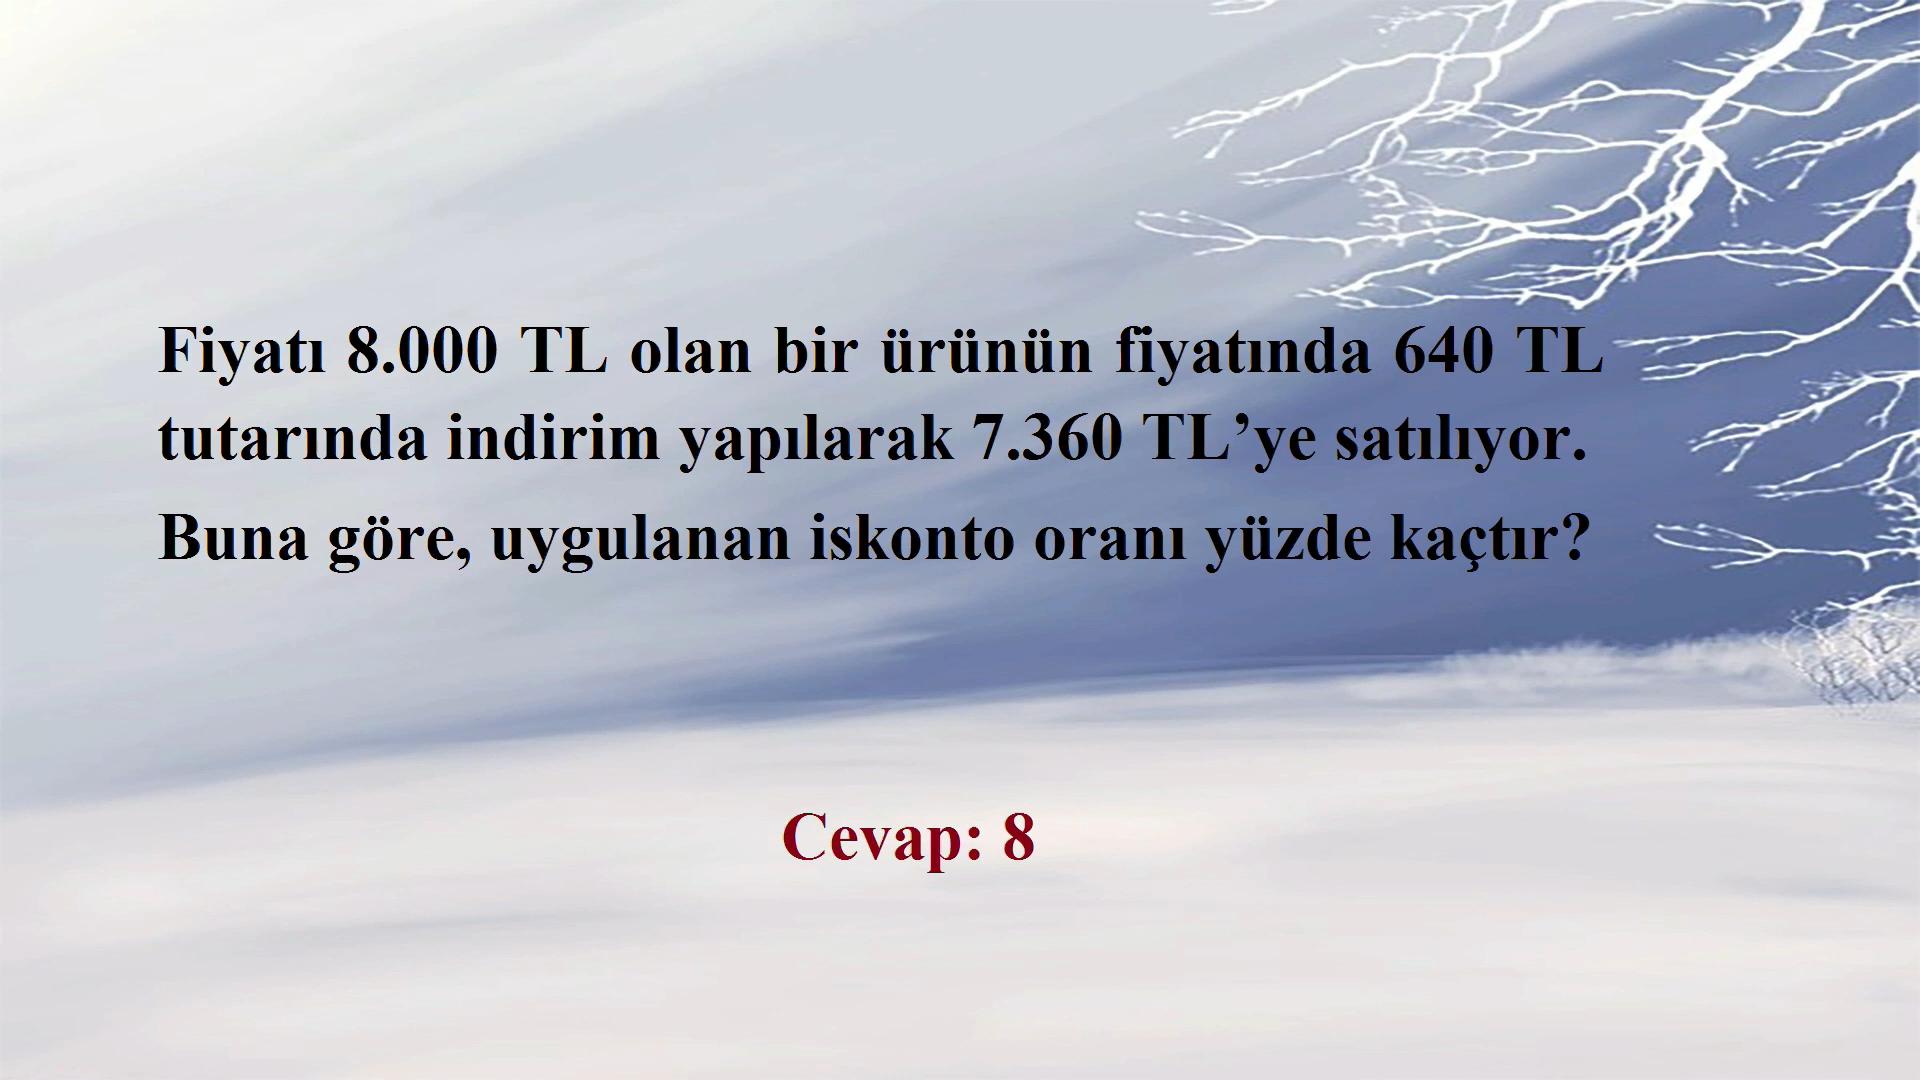 Fiyatı 8.000 TL olan bir ürünün fiyatında 640 TL
tutarında indirim yapılarak 7.360 TL’ye satılıyor.
Buna göre, uygulanan iskonto oranı yüzde kaçtır?
Cevap: 8